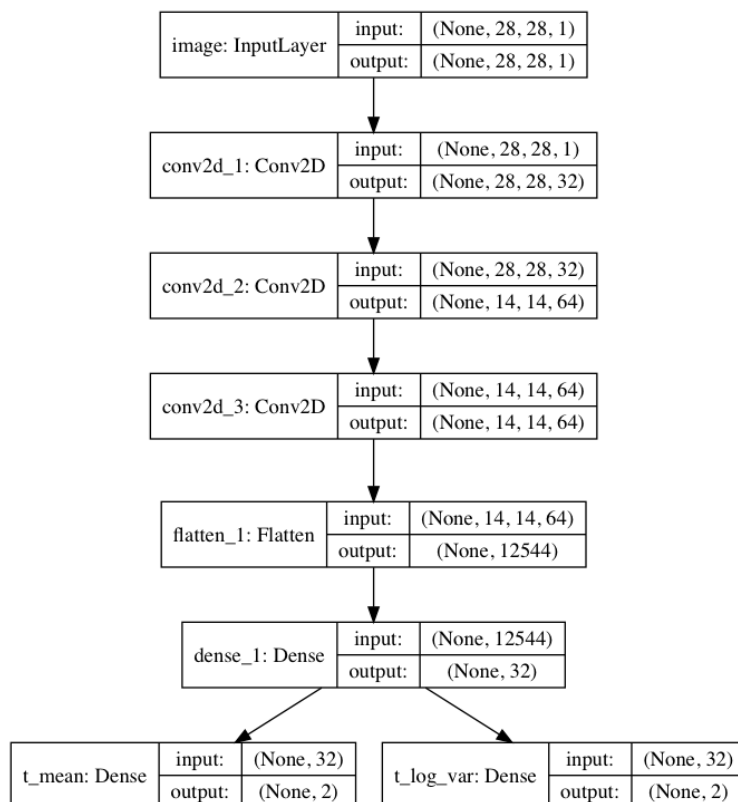 image: InputLayer
input: (None, 28, 28, 1)
output: (None, 28, 28, 1)
conv2d_1: Conv2D
input: (None, 28, 28, 1)
output: (None, 28, 28, 32)
conv2d_2: Conv2D
input: (None, 28, 28, 32)
output: (None, 14, 14, 64)
conv2d_3: Conv2D
input: (None, 14, 14, 64)
output: (None, 14, 14, 64)
flatten_1: Flatten
input: (None, 14, 14, 64)
output: (None, 12544)
dense_1: Dense
input: (None, 12544)
output: (None, 32)
t_mean: Dense
input: (None, 32)
output: (None, 2)
t_log_var: Dense
input: (None, 32)
output: (None, 2)